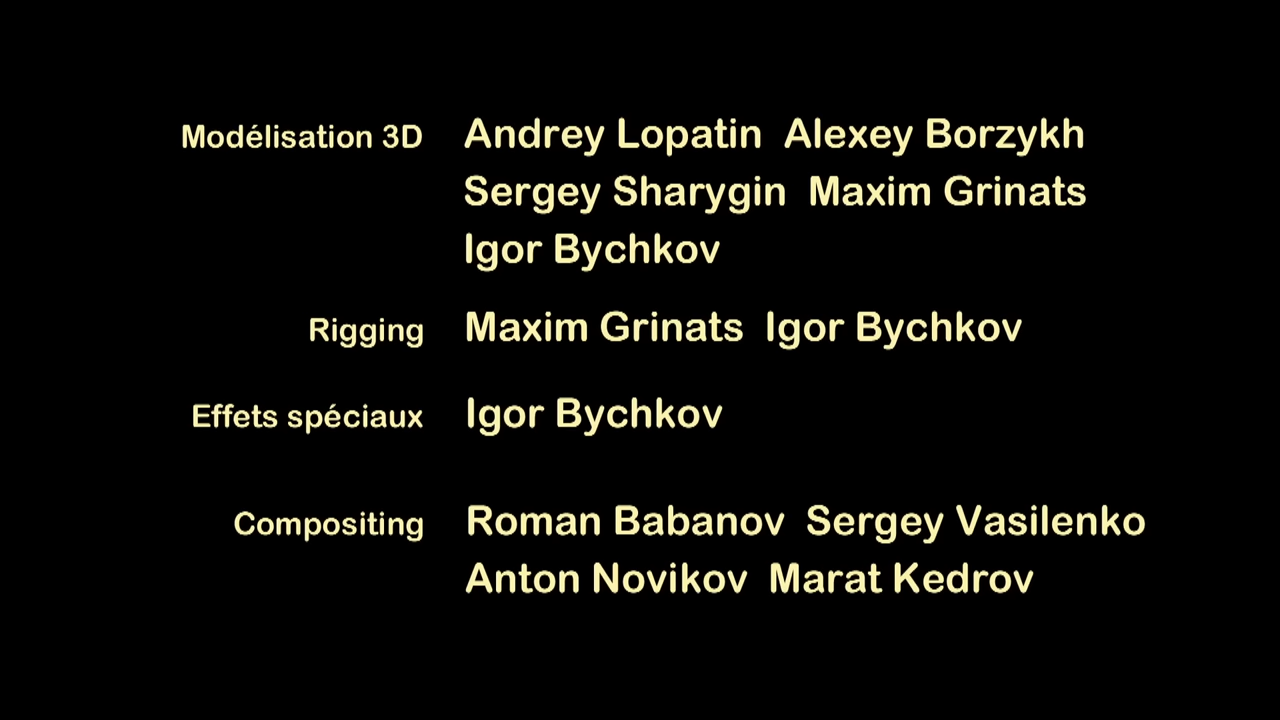 Modélisation 3D Andrey Lopatin Alexey Borzykh
Sergey Sharygin Maxim Grinats
Igor Bychkov
Rigging Maxim Grinats Igor Bychkov
Effets spéciaux Igor Bychkov
Compositing Roman Babanov Sergey Vasilenko
Anton Novikov Marat Kedrov